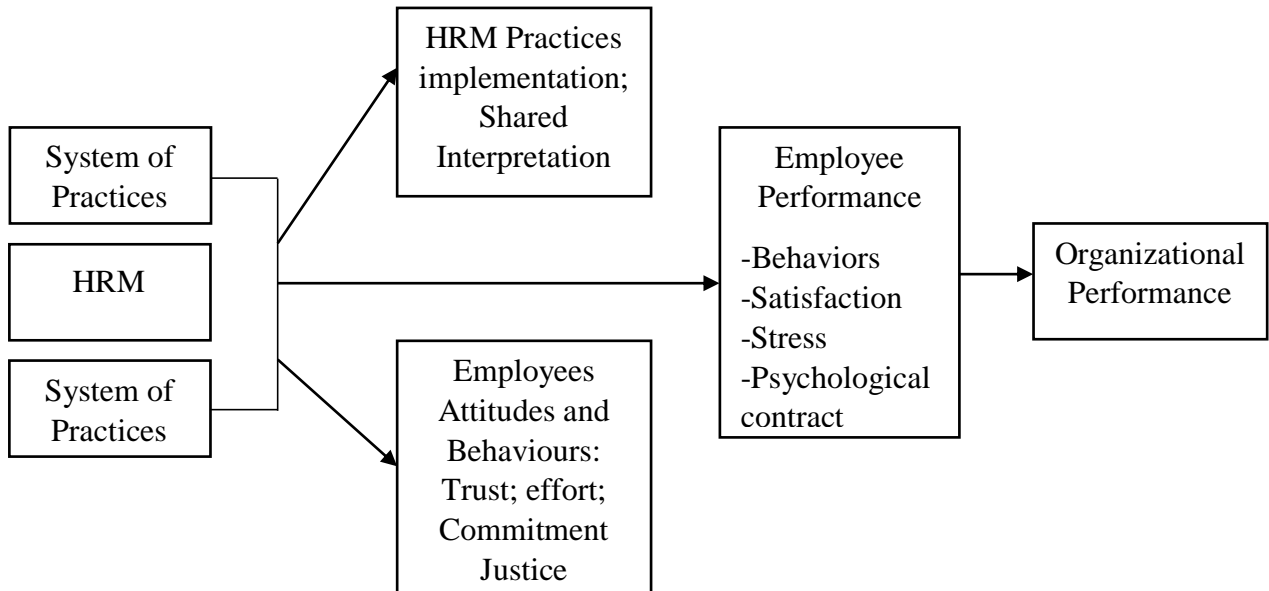 System of
Practices
HRM
System of
Practices
HRM Practices
implementation;
Shared
Interpretation
Employees
Attitudes and
Behaviours:
Trust; effort;
Commitment
Justice
Employee
Performance
-Behaviors
-Satisfaction
-Stress
-Psychological
contract
Organizational
Performance